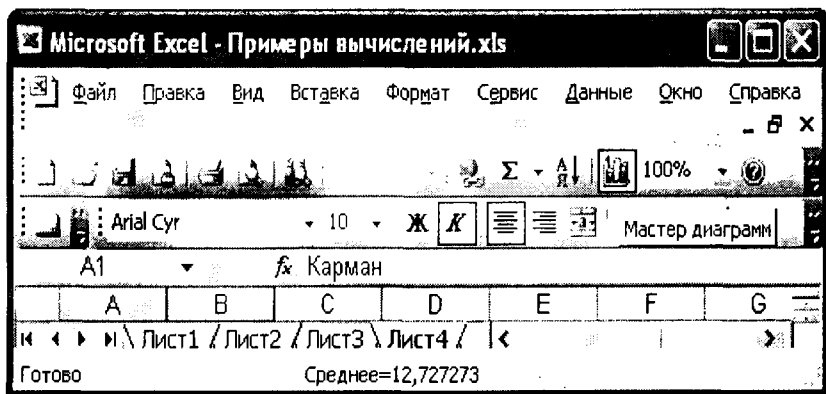 Microsoft Excel - Примеры вычислений.xls
Файл Правка Вид Вставка Формат Сервис Данные Окно Справка
Σ А Я 100%
Arial Cyr 10 Ж К Мастер диаграмм
A1 fx Карман
A B C D E F G
Лист1 Лист2 Лист3 Лист4
Готово Среднее=12,727273